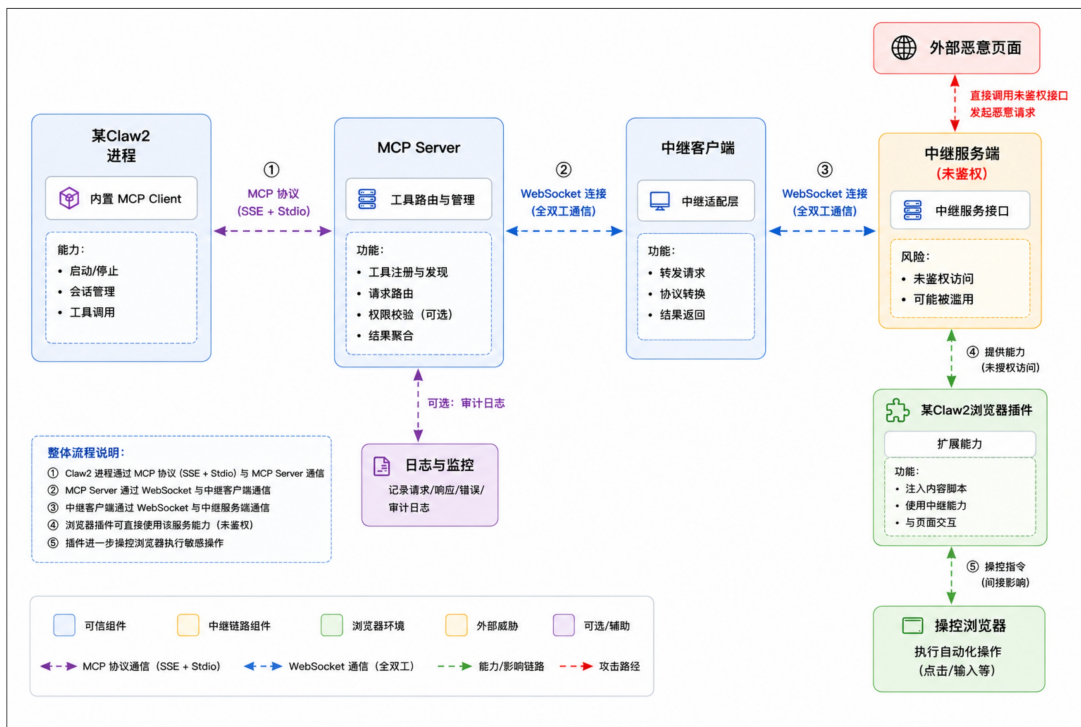 外部恶意页面
直接调用未鉴权接口
发起恶意请求
某Claw2
进程
内置 MCP Client
能力：
• 启动/停止
• 会话管理
• 工具调用
①
MCP 协议
(SSE + Stdio)
MCP Server
工具路由与管理
功能：
• 工具注册与发现
• 请求路由
• 权限校验（可选）
• 结果聚合
②
WebSocket 连接
(全双工通信)
中继客户端
中继适配层
功能：
• 转发请求
• 协议转换
• 结果返回
③
WebSocket 连接
(全双工通信)
中继服务端
(未鉴权)
中继服务接口
风险：
• 未鉴权访问
• 可能被滥用
④ 提供能力
(未授权访问)
某Claw2浏览器插件
扩展能力
功能：
• 注入内容脚本
• 使用中继能力
• 与页面交互
⑤ 操控指令
(间接影响)
操控浏览器
执行自动化操作
(点击/输入等)
可选：审计日志
日志与监控
记录请求/响应/错误/
审计日志
整体流程说明：
① Claw2 进程通过 MCP 协议 (SSE + Stdio) 与 MCP Server 通信
② MCP Server 通过 WebSocket 与中继客户端通信
③ 中继客户端通过 WebSocket 与中继服务端通信
④ 浏览器插件可直接使用该服务能力（未鉴权）
⑤ 插件进一步操控浏览器执行敏感操作
可信组件
中继链路组件
浏览器环境
外部威胁
可选/辅助
MCP 协议通信（SSE + Stdio）
WebSocket 通信（全双工）
能力/影响链路
攻击路径